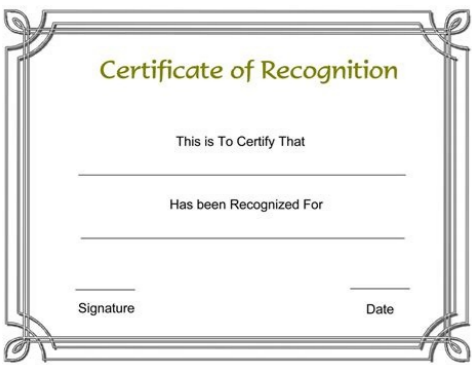 Certificate of Recognition
This is To Certify That
Has been Recognized For
Signature Date